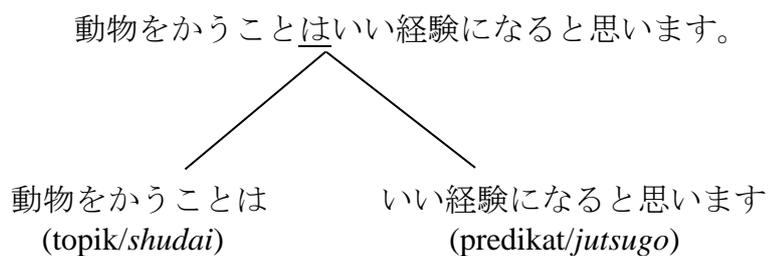 動物をかうことはいい経験になると思います。
動物をかうことは いい経験になると思います
(topik/shudai) (predikat/jutsugo)